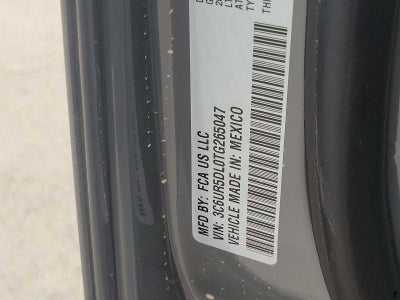 MFD BY: FCA US LLC
VIN: 3C6UR5DL0TG265047
VEHICLE MADE IN: MEXICO